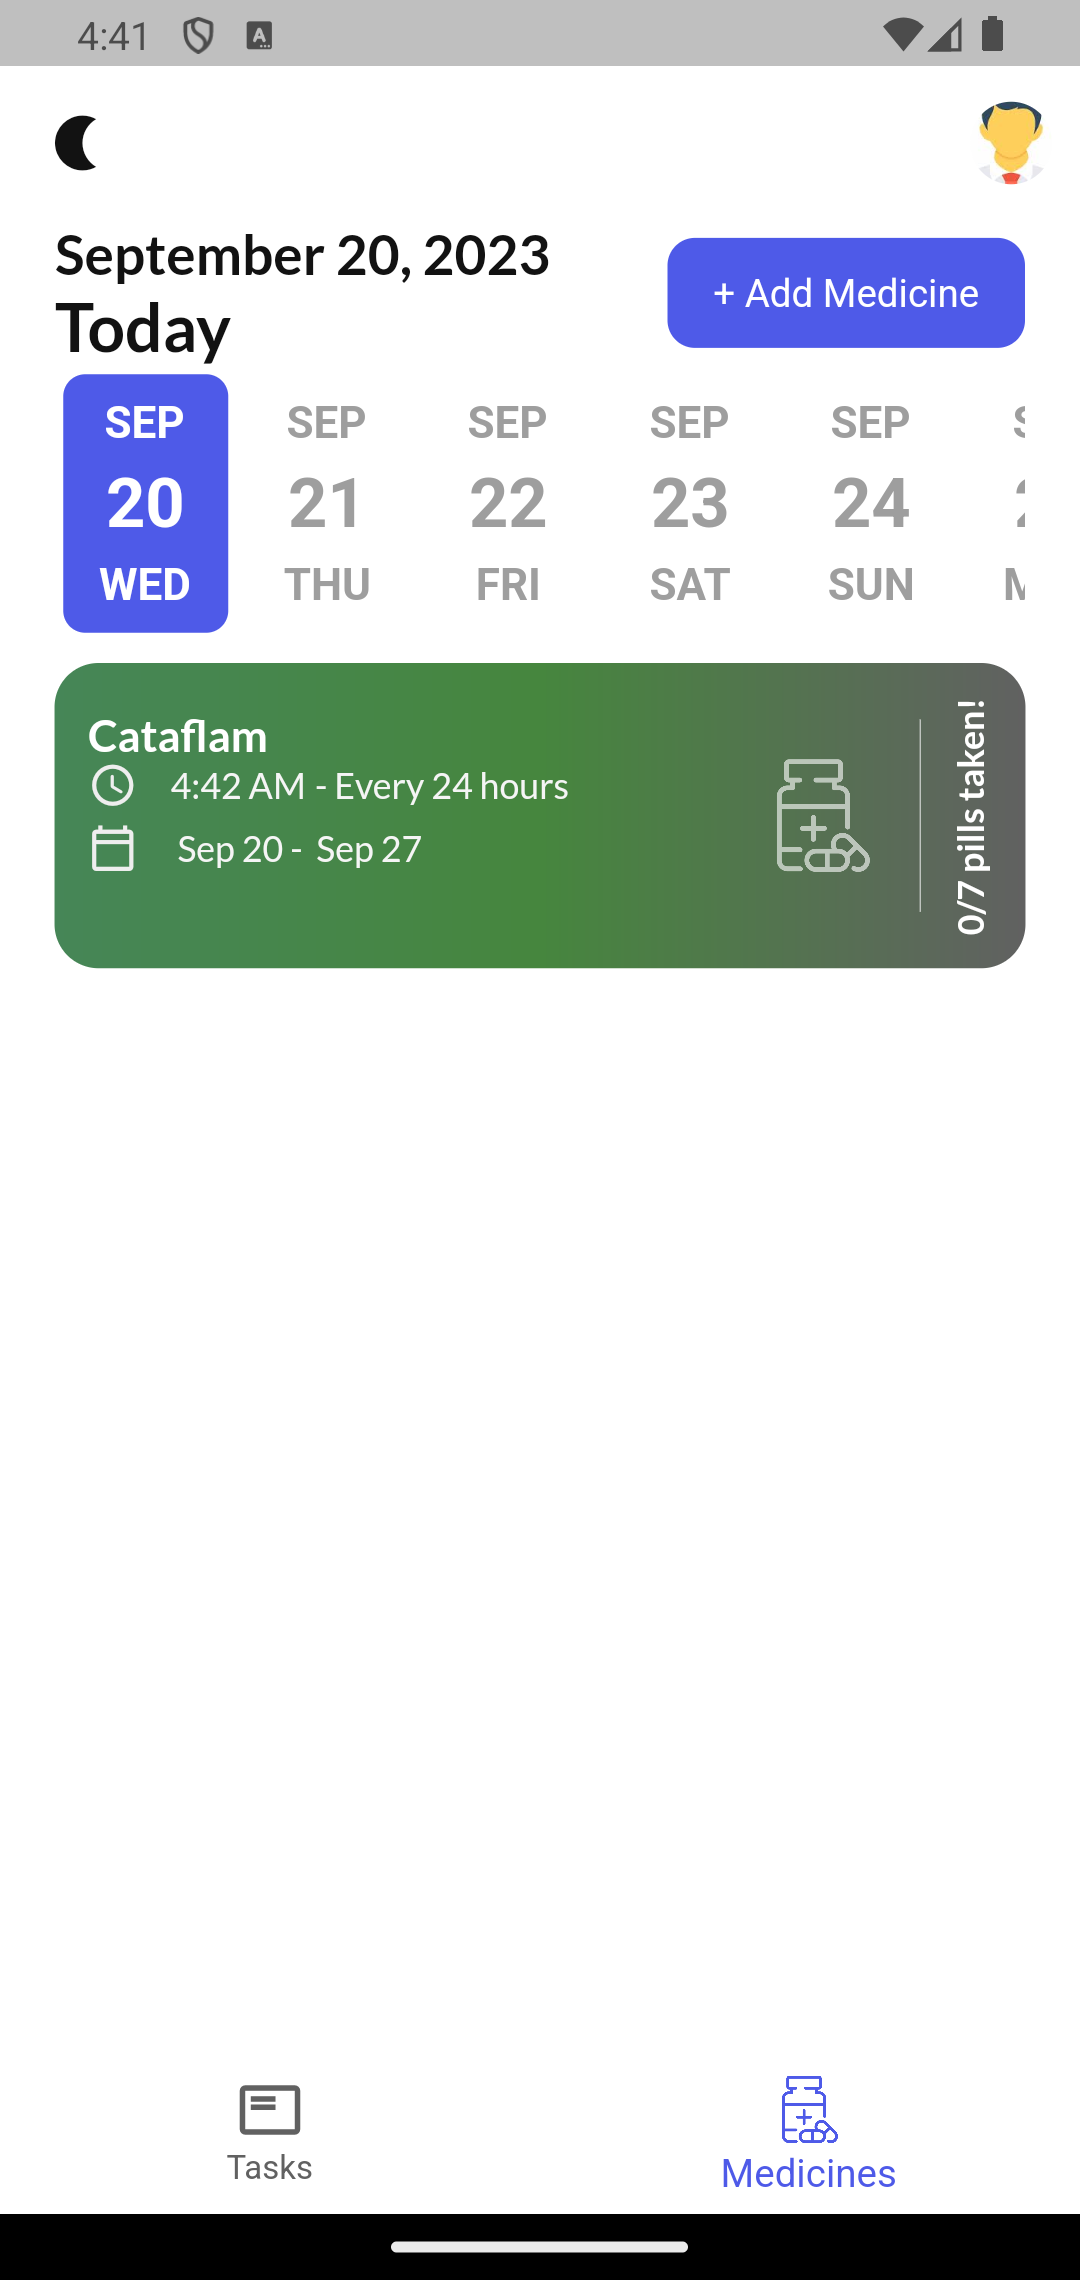 4:41
September 20, 2023
Today
+ Add Medicine
SEP SEP SEP SEP SEP
20 21 22 23 24
WED THU FRI SAT SUN
Cataflam
4:42 AM - Every 24 hours
Sep 20 - Sep 27
0/7 pills taken!
Tasks
Medicines